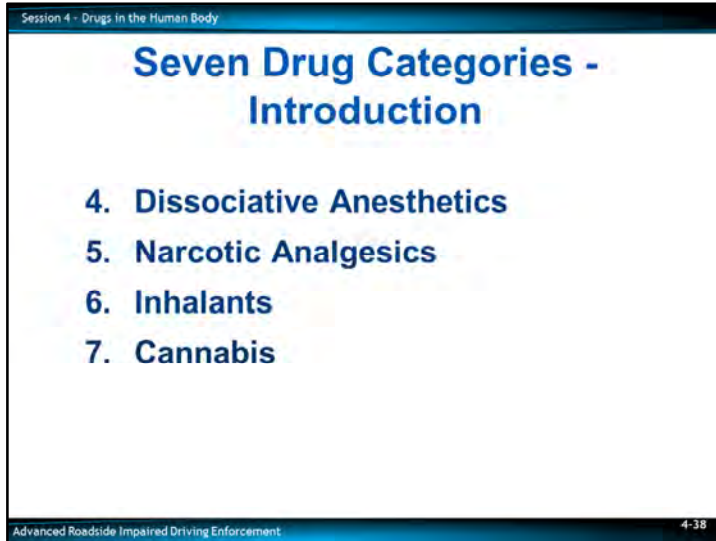 Session 4 - Drugs in the Human Body
Seven Drug Categories -
Introduction
4. Dissociative Anesthetics
5. Narcotic Analgesics
6. Inhalants
7. Cannabis
Advanced Roadside Impaired Driving Enforcement
4-38